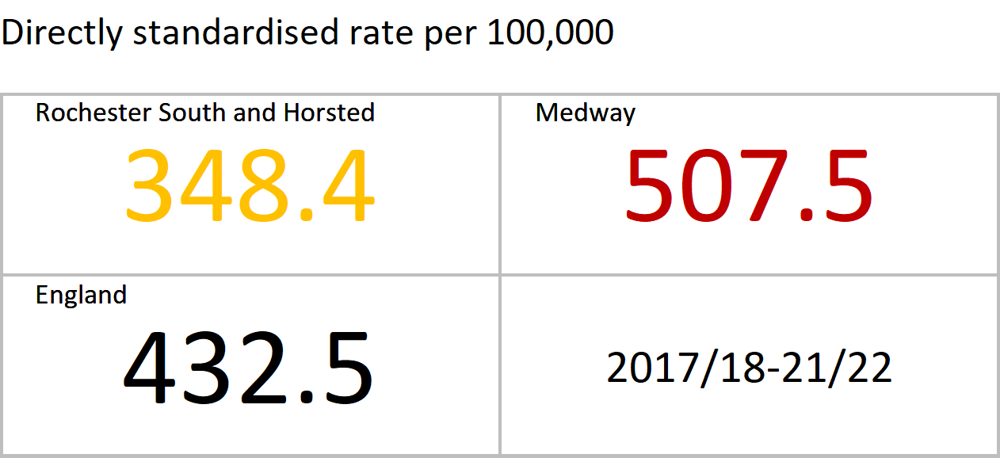 Directly standardised rate per 100,000
Rochester South and Horsted
348.4
Medway
507.5
England
432.5
2017/18-21/22